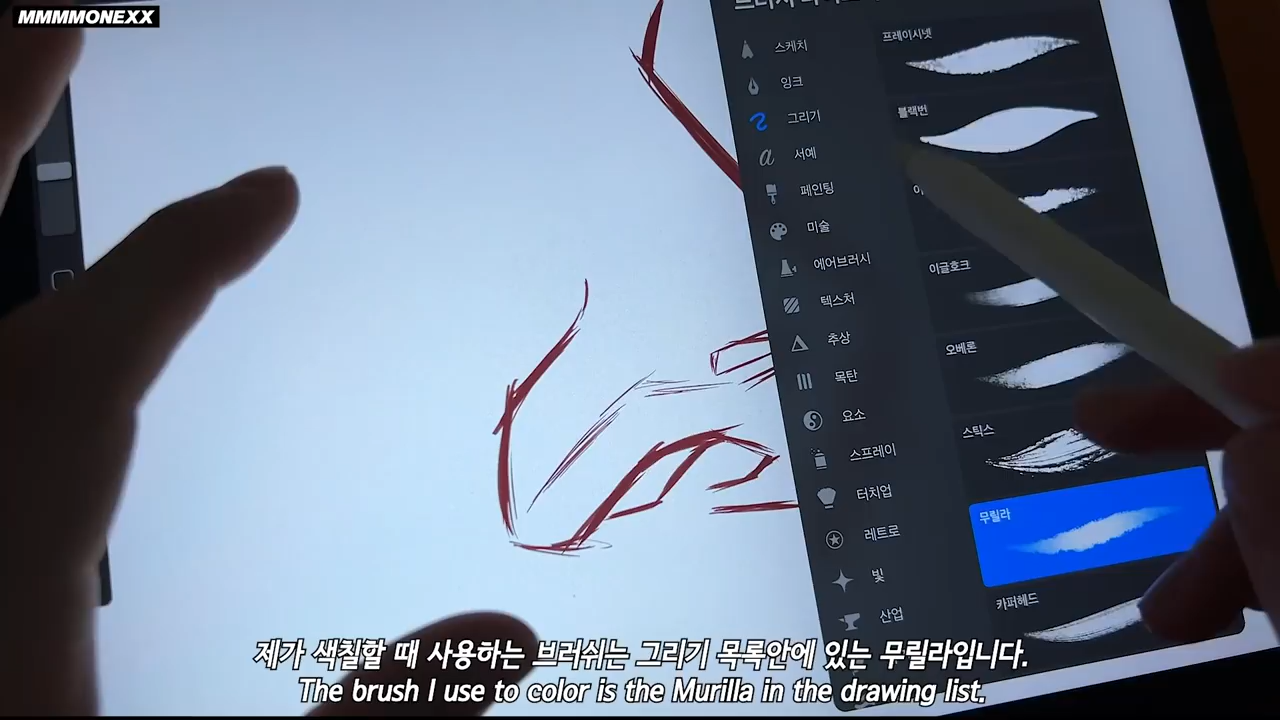 MMMMONEXX
스케치
잉크
그리기
서예
페인팅
미술
에어브러시
텍스처
추상
목탄
요소
스프레이
터치업
레트로
빛
산업
프레이시넷
블랙번
이글호크
오베론
스틱스
무릴라
카퍼헤드
제가 색칠할 때 사용하는 브러쉬는 그리기 목록안에 있는 무릴라입니다.
The brush I use to color is the Murilla in the drawing list.